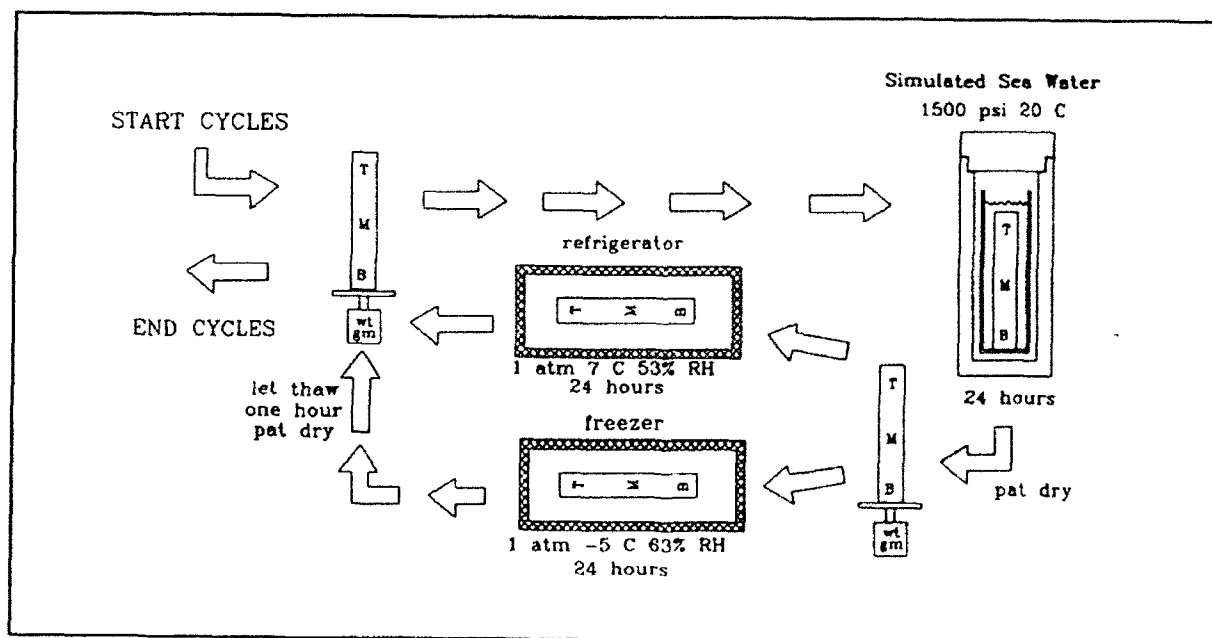 Simulated Sea Water
1500 psi 20 C
START CYCLES
T
M
B
wt
gm
END CYCLES
refrigerator
T M B
1 atm 7 C 53% RH
24 hours
T
M
B
24 hours
let thaw
one hour
pat dry
freezer
T M B
1 atm -5 C 63% RH
24 hours
T
M
B
wt
gm
pat dry